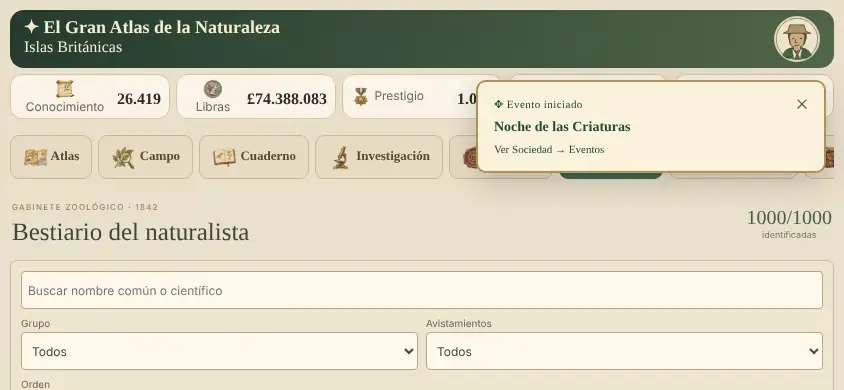 ✦ El Gran Atlas de la Naturaleza
Islas Británicas
Conocimiento 26.419
Libras £74.388.083
Prestigio 1.0
✥ Evento iniciado
Noche de las Criaturas
Ver Sociedad → Eventos
Atlas
Campo
Cuaderno
Investigación
GABINETE ZOOLÓGICO · 1842
Bestiario del naturalista
1000/1000
identificadas
Buscar nombre común o científico
Grupo
Avistamientos
Todos
Todos
Orden